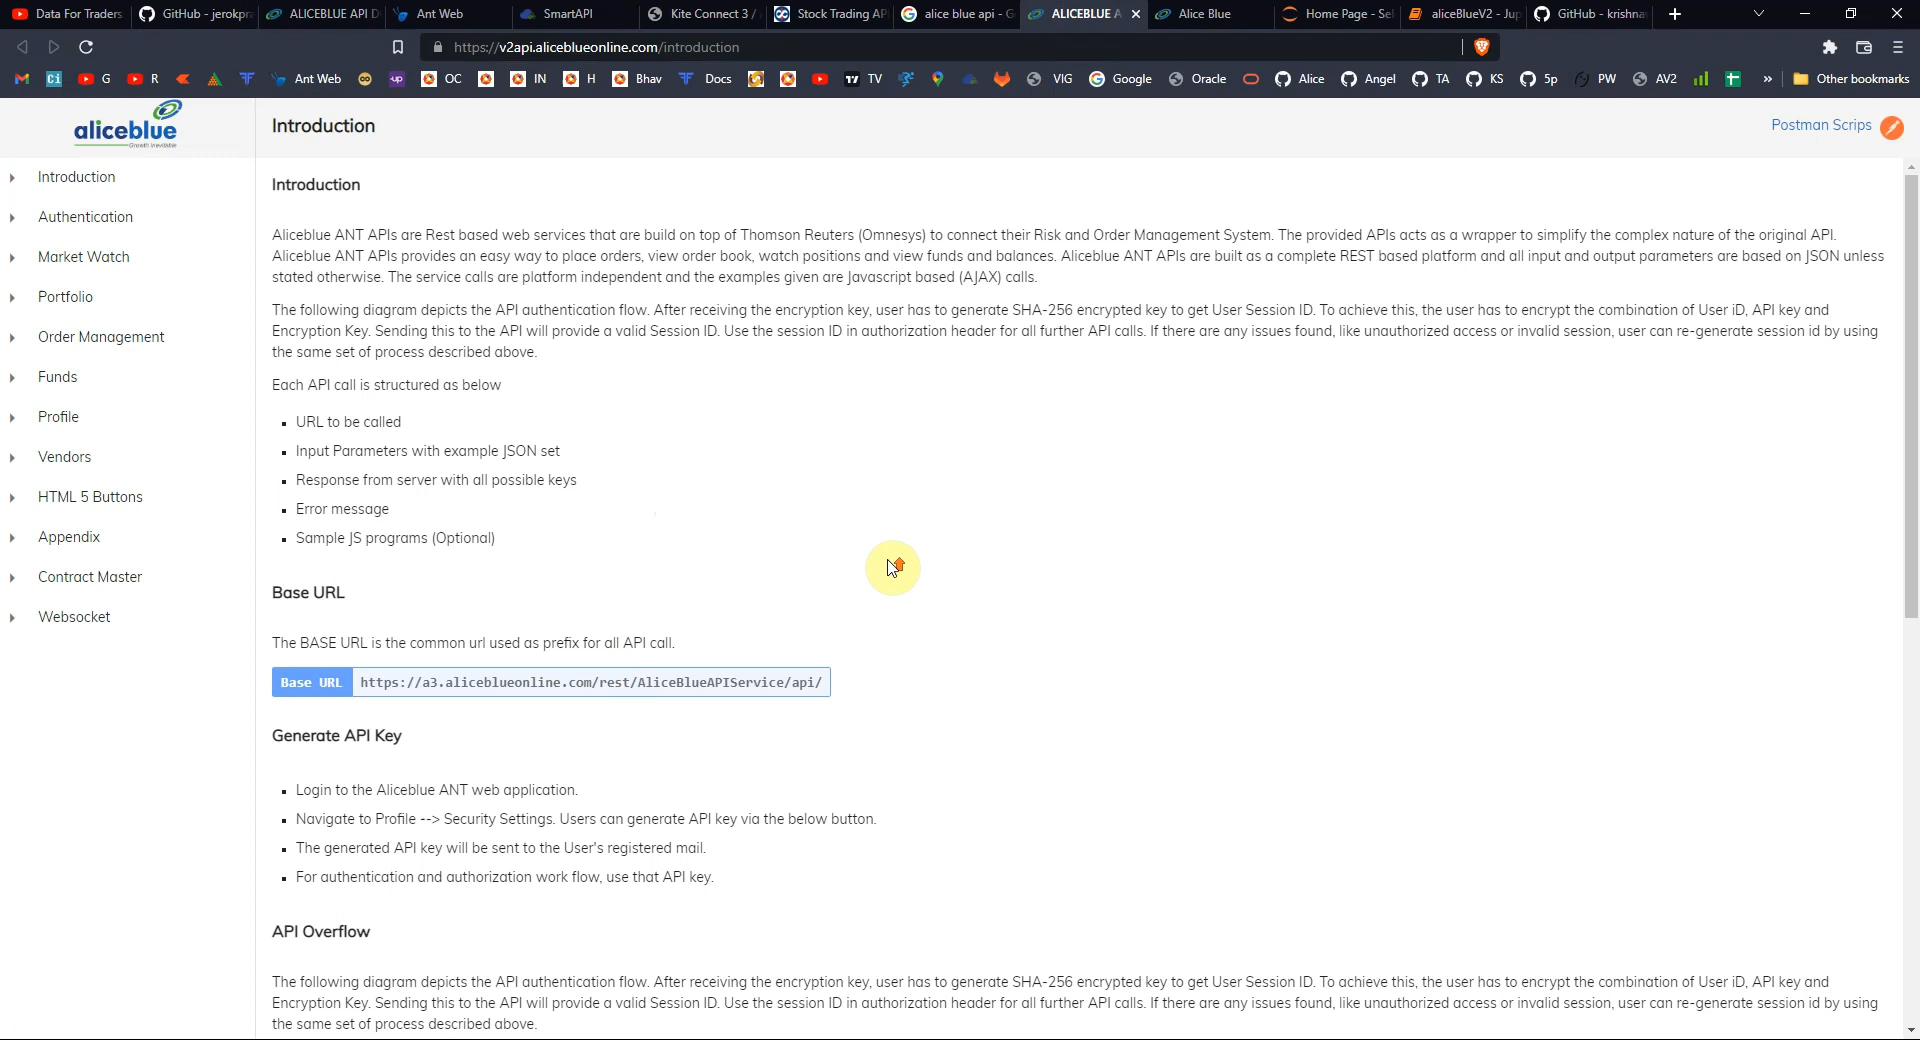 Data For Traders
GitHub - jerokpra
ALICEBLUE API D
Ant Web
SmartAPI
Kite Connect 3 /
Stock Trading AP
alice blue api - G
ALICEBLUE A
Alice Blue
Home Page - Sel
aliceBlueV2 - Jup
GitHub - krishna
https://v2api.aliceblueonline.com/introduction
Ci
G
R
Ant Web
up
OC
IN
H
Bhav
Docs
TV
VIG
Google
Oracle
Alice
Angel
TA
KS
5p
PW
AV2
»
Other bookmarks
aliceblue
Growth Inevitable
Introduction
Postman Scrips
Introduction
Authentication
Market Watch
Portfolio
Order Management
Funds
Profile
Vendors
HTML 5 Buttons
Appendix
Contract Master
Websocket
Introduction
Aliceblue ANT APIs are Rest based web services that are build on top of Thomson Reuters (Omnesys) to connect their Risk and Order Management System. The provided APIs acts as a wrapper to simplify the complex nature of the original API.
Aliceblue ANT APIs provides an easy way to place orders, view order book, watch positions and view funds and balances. Aliceblue ANT APIs are built as a complete REST based platform and all input and output parameters are based on JSON unless
stated otherwise. The service calls are platform independent and the examples given are Javascript based (AJAX) calls.
The following diagram depicts the API authentication flow. After receiving the encryption key, user has to generate SHA-256 encrypted key to get User Session ID. To achieve this, the user has to encrypt the combination of User iD, API key and
Encryption Key. Sending this to the API will provide a valid Session ID. Use the session ID in authorization header for all further API calls. If there are any issues found, like unauthorized access or invalid session, user can re-generate session id by using
the same set of process described above.
Each API call is structured as below
URL to be called
Input Parameters with example JSON set
Response from server with all possible keys
Error message
Sample JS programs (Optional)
Base URL
The BASE URL is the common url used as prefix for all API call.
Base URL https://a3.aliceblueonline.com/rest/AliceBlueAPIService/api/
Generate API Key
Login to the Aliceblue ANT web application.
Navigate to Profile --> Security Settings. Users can generate API key via the below button.
The generated API key will be sent to the User's registered mail.
For authentication and authorization work flow, use that API key.
API Overflow
The following diagram depicts the API authentication flow. After receiving the encryption key, user has to generate SHA-256 encrypted key to get User Session ID. To achieve this, the user has to encrypt the combination of User iD, API key and
Encryption Key. Sending this to the API will provide a valid Session ID. Use the session ID in authorization header for all further API calls. If there are any issues found, like unauthorized access or invalid session, user can re-generate session id by using
the same set of process described above.